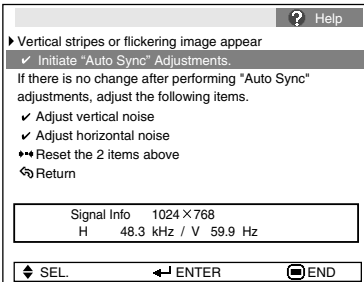 ? Help
Vertical stripes or flickering image appear
✔ Initiate “Auto Sync” Adjustments.
If there is no change after performing "Auto Sync"
adjustments, adjust the following items.
✔ Adjust vertical noise
✔ Adjust horizontal noise
Reset the 2 items above
Return
Signal Info 1024×768
H 48.3 kHz / V 59.9 Hz
SEL. ENTER END